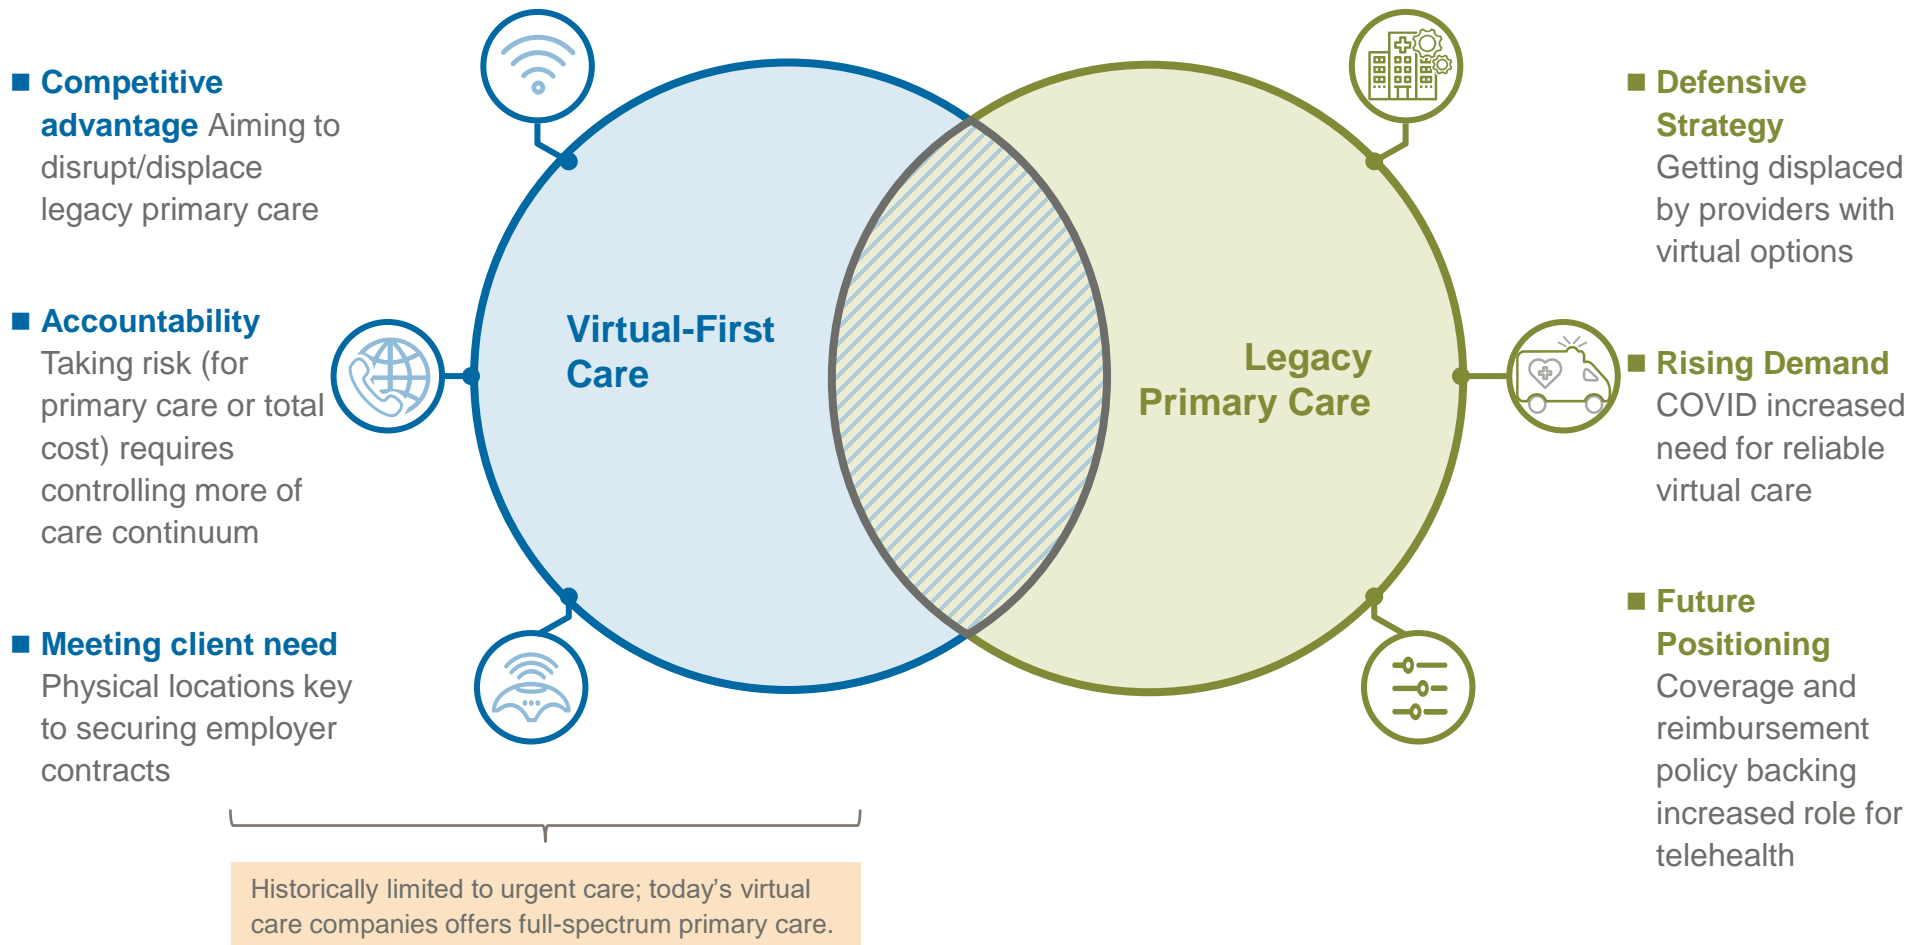 Competitive
advantage Aiming to
disrupt/displace
legacy primary care
Accountability
Taking risk (for
primary care or total
cost) requires
controlling more of
care continuum
Meeting client need
Physical locations key
to securing employer
contracts
Virtual-First
Care
Legacy
Primary Care
Defensive
Strategy
Getting displaced
by providers with
virtual options
Rising Demand
COVID increased
need for reliable
virtual care
Future
Positioning
Coverage and
reimbursement
policy backing
increased role for
telehealth
Historically limited to urgent care; today's virtual
care companies offers full-spectrum primary care.